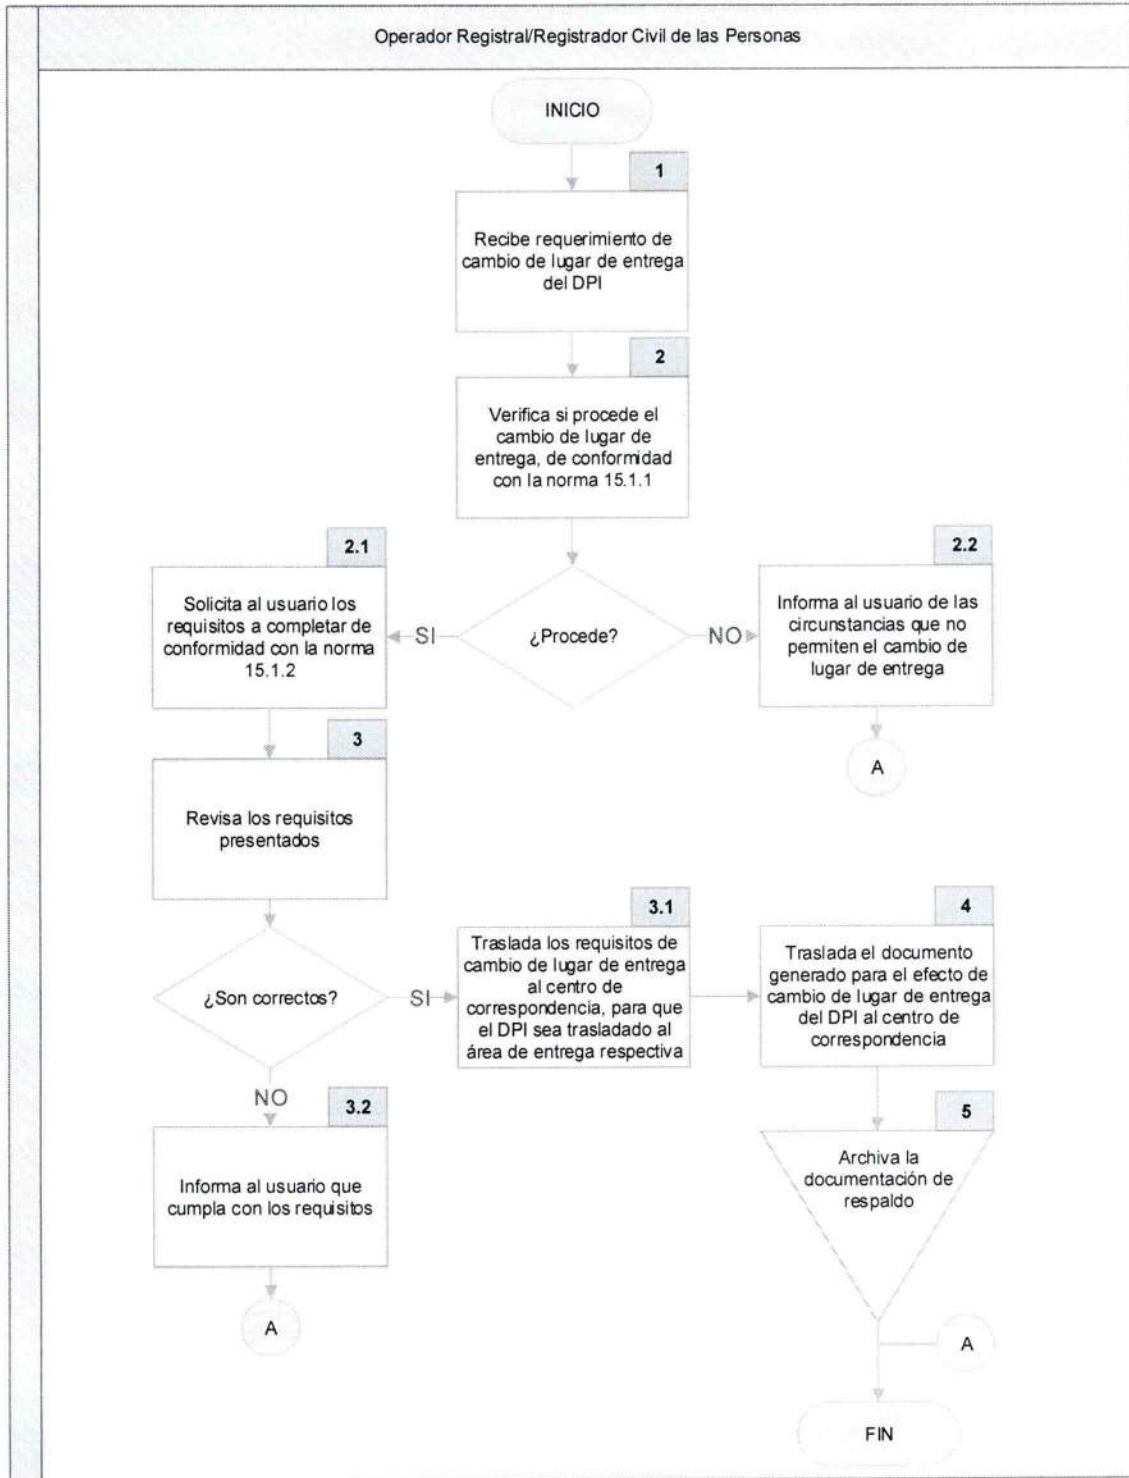 Operador Registral/Registrador Civil de las Personas
INICIO
1
Recibe requerimiento de
cambio de lugar de entrega
del DPI
2
Verifica si procede el
cambio de lugar de
entrega, de conformidad
con la norma 15.1.1
¿Procede?
SI
NO
2.1
Solicita al usuario los
requisitos a completar de
conformidad con la norma
15.1.2
2.2
Informa al usuario de las
circunstancias que no
permiten el cambio de
lugar de entrega
A
3
Revisa los requisitos
presentados
¿Son correctos?
SI
NO
3.1
Traslada los requisitos de
cambio de lugar de entrega
al centro de
correspondencia, para que
el DPI sea trasladado al
área de entrega respectiva
4
Traslada el documento
generado para el efecto de
cambio de lugar de entrega
del DPI al centro de
correspondencia
3.2
Informa al usuario que
cumpla con los requisitos
A
5
Archiva la
documentación de
respaldo
A
FIN